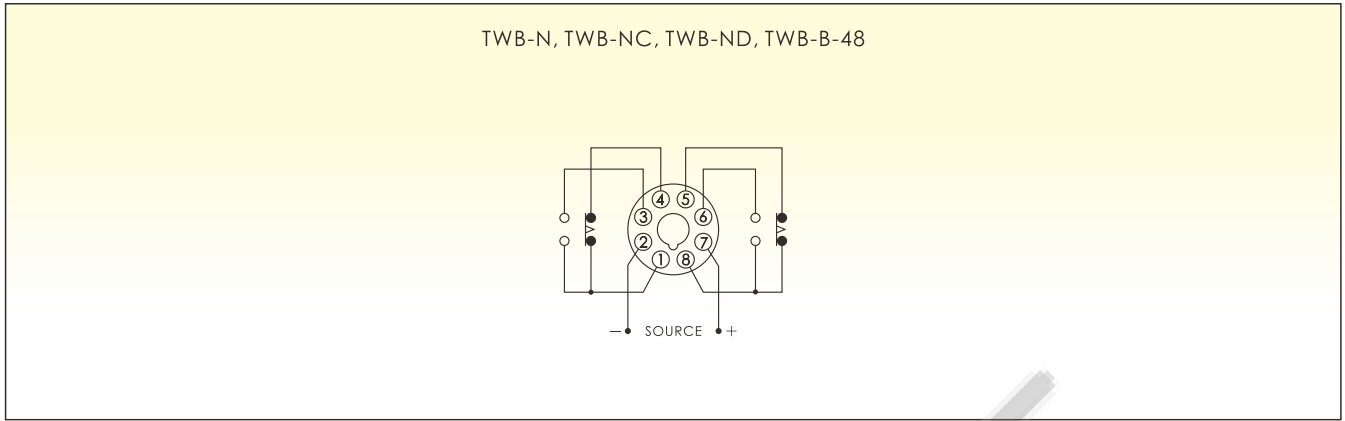 TWB-N, TWB-NC, TWB-ND, TWB-B-48
4 5
3 6
2 7
1 8
– SOURCE +